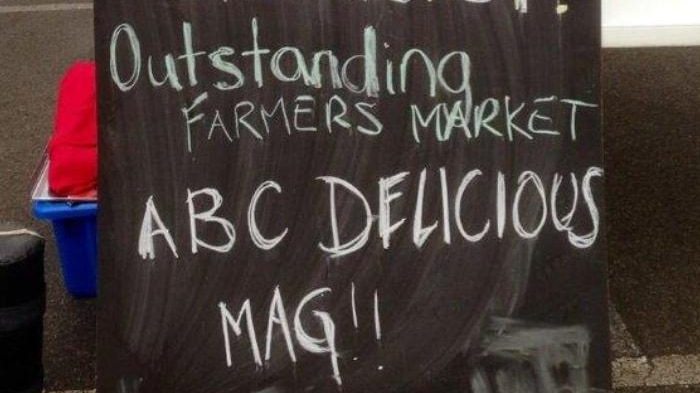 Outstanding
FARMERS MARKET
ABC DELICIOUS
MAG!!